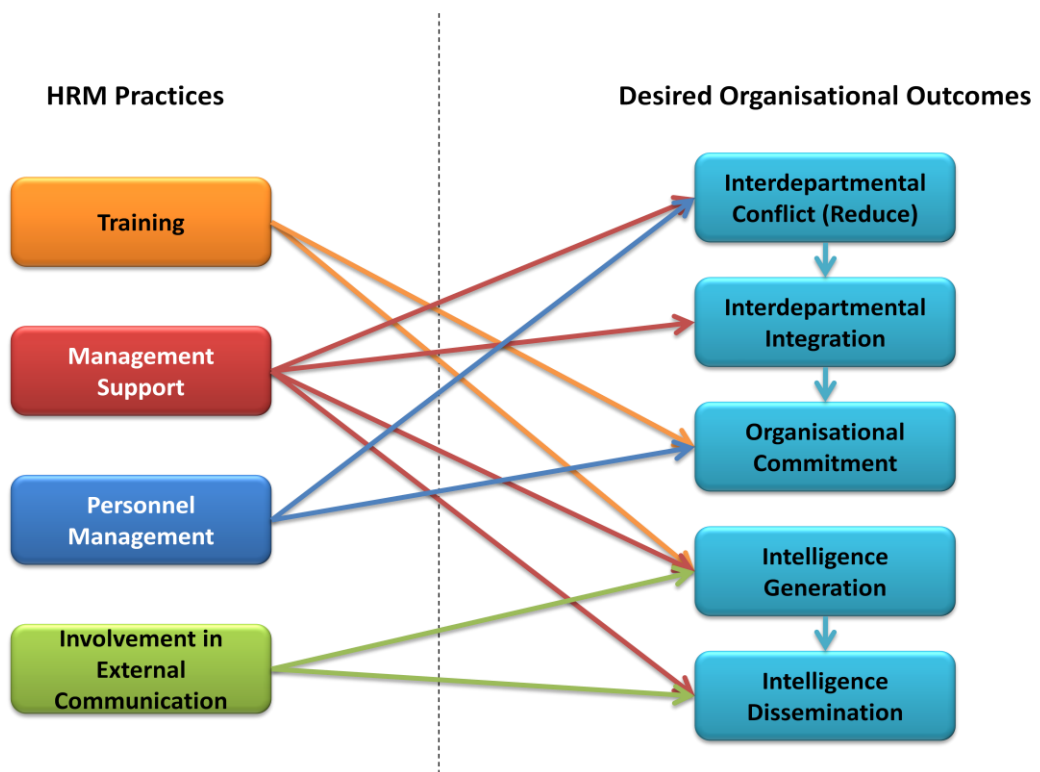 HRM Practices
Desired Organisational Outcomes
Training
Management
Support
Personnel
Management
Involvement in
External
Communication
Interdepartmental
Conflict (Reduce)
Interdepartmental
Integration
Organisational
Commitment
Intelligence
Generation
Intelligence
Dissemination